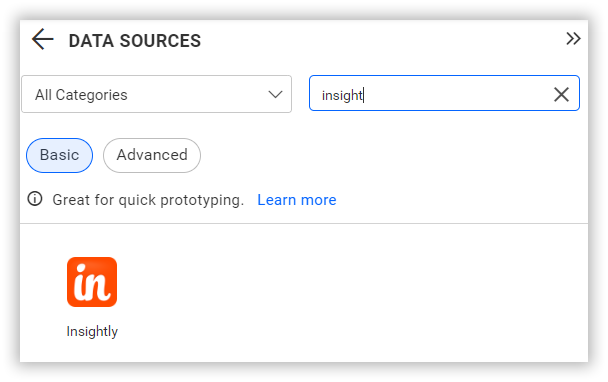 DATA SOURCES
All Categories
insight
Basic
Advanced
Great for quick prototyping. Learn more
in
Insightly